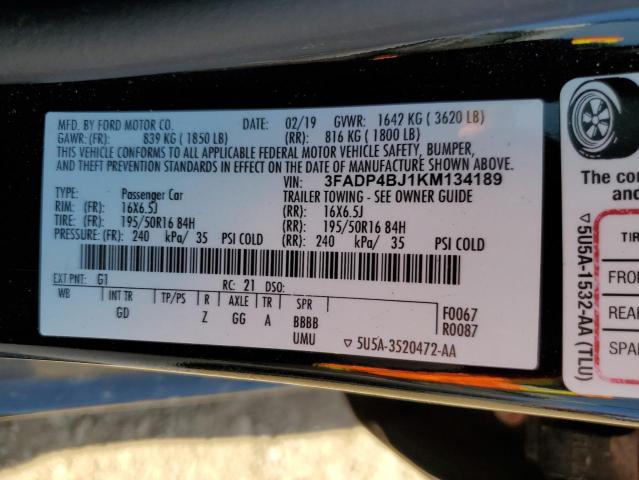 MFD. BY FORD MOTOR CO. DATE: 02/19 GVWR: 1642 KG ( 3620 LB)
GAWR: (FR): 839 KG ( 1850 LB) (RR): 816 KG ( 1800 LB)
THIS VEHICLE CONFORMS TO ALL APPLICABLE FEDERAL MOTOR VEHICLE SAFETY, BUMPER,
AND THEFT PREVENTION STANDARDS IN EFFECT ON THE DATE OF MANUFACTURE SHOWN ABOVE.
VIN: 3FADP4BJ1KM134189
TYPE: Passenger Car TRAILER TOWING - SEE OWNER GUIDE
RIM: (FR): 16X6.5J (RR): 16X6.5J
TIRE: (FR): 195/50R16 84H (RR): 195/50R16 84H
PRESSURE: (FR): 240 kPa/ 35 PSI COLD (RR): 240 kPa/ 35 PSI COLD
EXT PNT: G1 RC: 21 DSO:
WB INT TR TP/PS R AXLE TR SPR F0067
GD Z GG A BBBB R0087
UMU ▽ 5U5A-3520472-AA
The co
and
▽ 5U5A-1532-AA (TLU)
TIR
FRO
REA
SPA